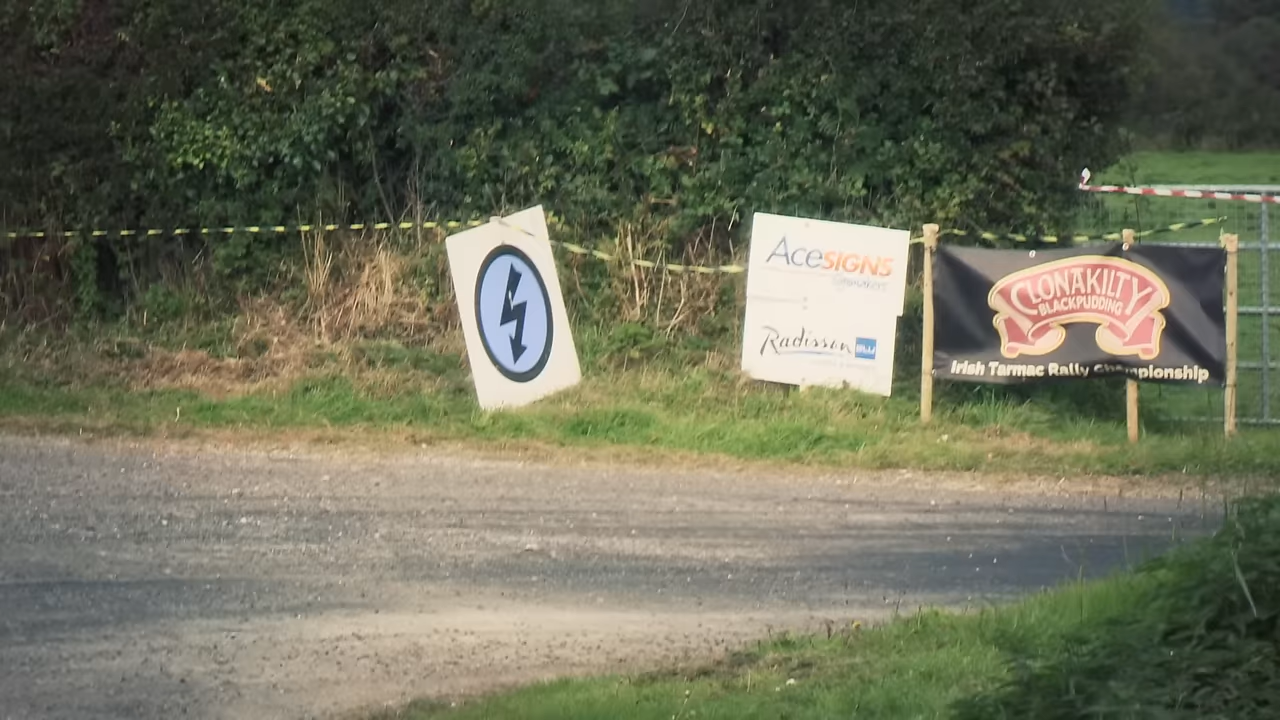 AceSIGNS
Radisson
BLU
CLONAKILTY
BLACKPUDDING
Irish Tarmac Rally Championship